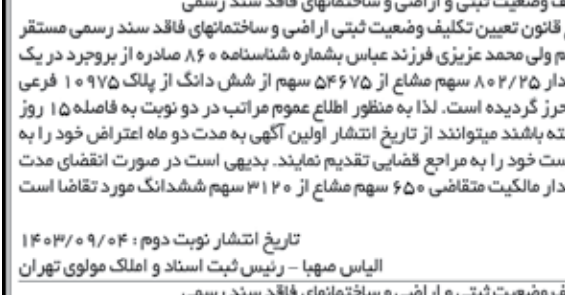 وضعیت ثبتی و اراضی و ساختمانهای فاقد سند رسمی
قانون تعیین تکلیف وضعیت ثبتی اراضی و ساختمانهای فاقد سند رسمی مستقر
م ولی محمد عزیزی فرزند عباس بشماره شناسنامه ۸۶۰ صادره از بروجرد در یک
دار ۸۰۲/۲۵ سهم مشاع از ۵۴۶۷۵ سهم از شش دانگ از پلاک ۱۰۹۷۵ فرعی
حرز گردیده است. لذا به منظور اطلاع عموم مراتب در دو نوبت به فاصله ۱۵ روز
ته باشند میتوانند از تاریخ انتشار اولین آگهی به مدت دو ماه اعتراض خود را به
ست خود را به مراجع قضایی تقدیم نمایند. بدیهی است در صورت انقضای مدت
دار مالکیت متقاضی ۶۵۰ سهم مشاع از ۳۱۲۰ سهم ششدانگ مورد تقاضا است
تاریخ انتشار نوبت دوم: ۱۴۰۳/۰۹/۰۴
الیاس صهبا – رئیس ثبت اسناد و املاک مولوی تهران
وضعیت ثبتی و اراضی و ساختمانهای فاقد سند رسمی